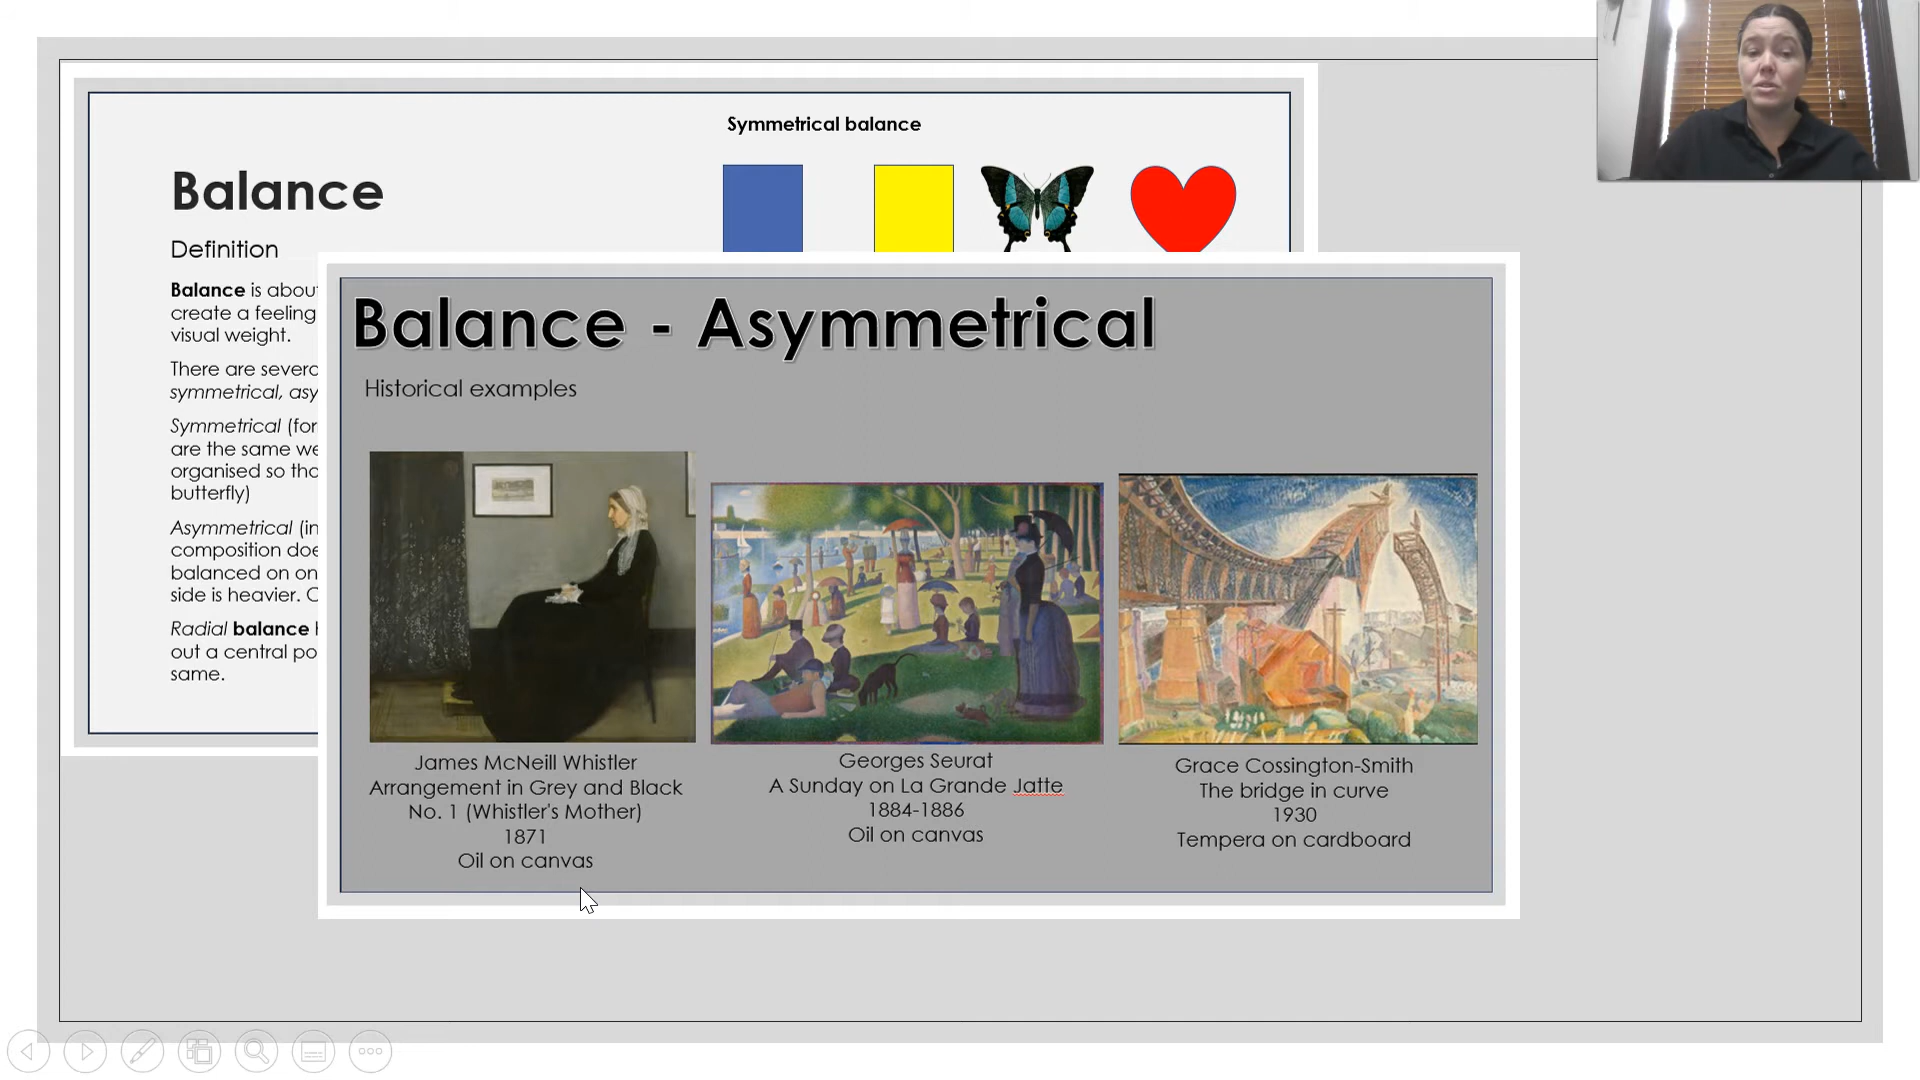 Symmetrical balance
Balance
Definition
Balance is about
create a feeling
visual weight.
There are several
symmetrical, asy
Symmetrical (for
are the same we
organised so tha
butterfly)
Asymmetrical (in
composition doe
balanced on on
side is heavier.
Radial balance
out a central po
same.
Balance - Asymmetrical
Historical examples
James McNeill Whistler
Arrangement in Grey and Black
No. 1 (Whistler's Mother)
1871
Oil on canvas
Georges Seurat
A Sunday on La Grande Jatte
1884-1886
Oil on canvas
Grace Cossington-Smith
The bridge in curve
1930
Tempera on cardboard